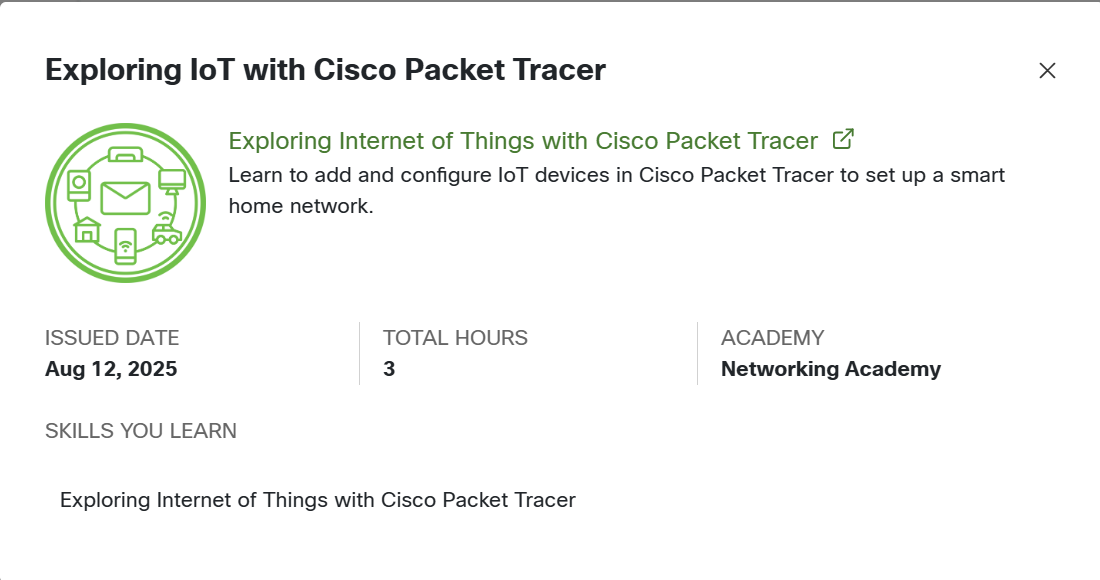 Exploring IoT with Cisco Packet Tracer
Exploring Internet of Things with Cisco Packet Tracer
Learn to add and configure IoT devices in Cisco Packet Tracer to set up a smart
home network.
ISSUED DATE
Aug 12, 2025
TOTAL HOURS
3
ACADEMY
Networking Academy
SKILLS YOU LEARN
Exploring Internet of Things with Cisco Packet Tracer